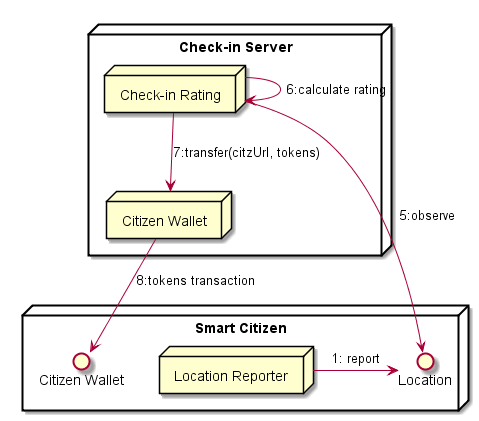 Check-in Server
Check-in Rating
6:calculate rating
7:transfer(citzUrl, tokens)
Citizen Wallet
5:observe
8:tokens transaction
Smart Citizen
Citizen Wallet
Location Reporter
1: report
Location